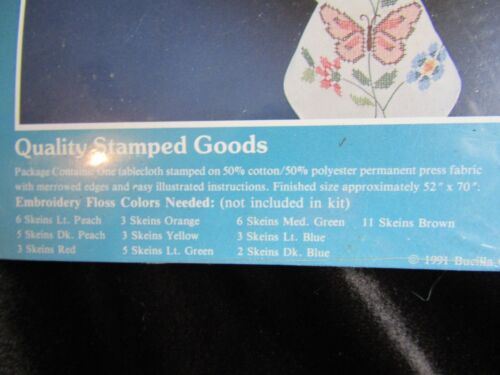 Quality Stamped Goods
Package Contains: One tablecloth stamped on 50% cotton/50% polyester permanent press fabric
with merrowed edges and easy illustrated instructions. Finished size approximately 52" x 70".
Embroidery Floss Colors Needed: (not included in kit)
6 Skeins Lt. Peach 3 Skeins Orange 6 Skeins Med. Green 11 Skeins Brown
5 Skeins Dk. Peach 3 Skeins Yellow 3 Skeins Lt. Blue
3 Skeins Red 5 Skeins Lt. Green 2 Skeins Dk. Blue
© 1991 Bucilla